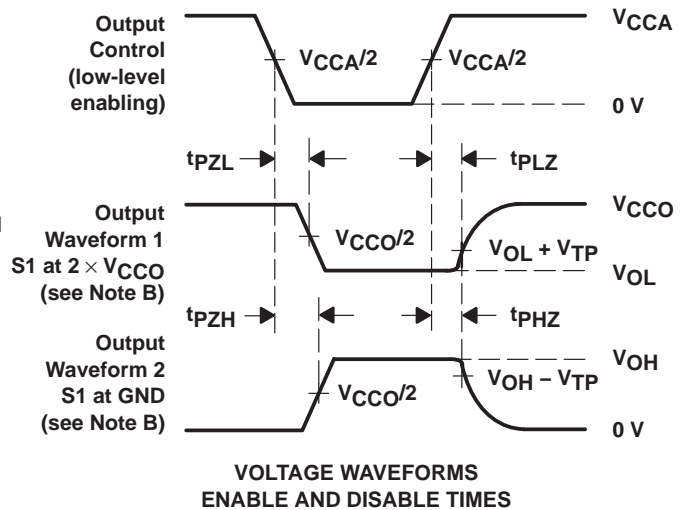 Output
Control
(low-level
enabling)
VCCA/2
VCCA/2
VCCA
0 V
tPZL
tPLZ
Output
Waveform 1
S1 at 2 × VCCO
(see Note B)
VCCO/2
VCCO
VOL + VTP
VOL
tPZH
tPHZ
Output
Waveform 2
S1 at GND
(see Note B)
VCCO/2
VOH
VOH − VTP
0 V
VOLTAGE WAVEFORMS
ENABLE AND DISABLE TIMES